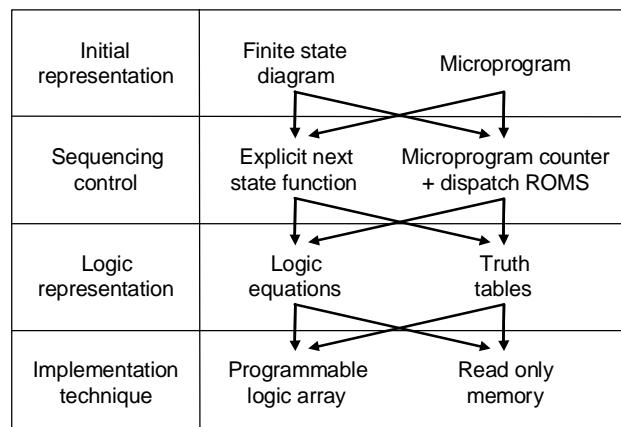 Initial
representation
Finite state
diagram
Microprogram
Sequencing
control
Explicit next
state function
Microprogram counter
+ dispatch ROMS
Logic
representation
Logic
equations
Truth
tables
Implementation
technique
Programmable
logic array
Read only
memory